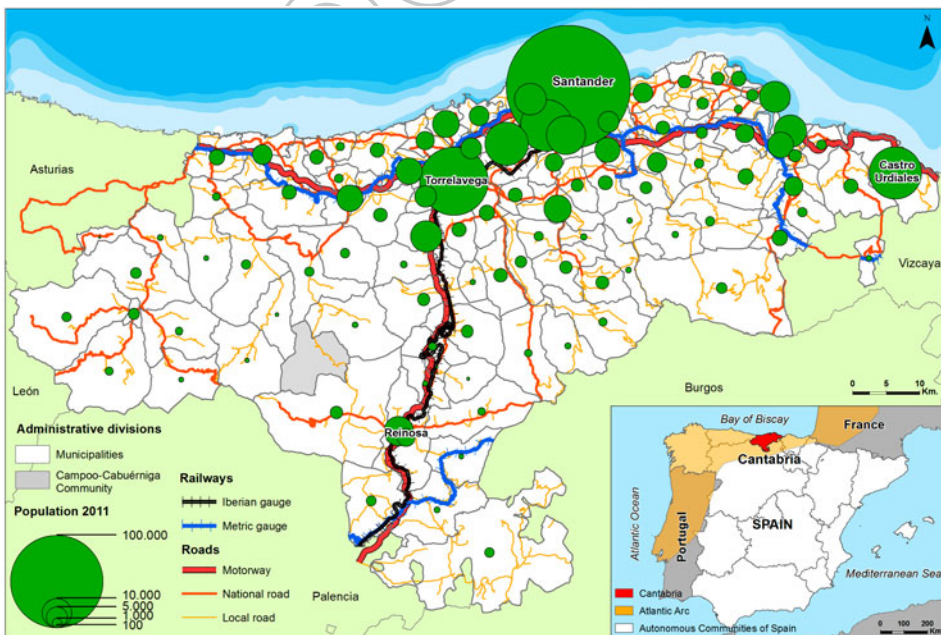 N
Santander
Asturias
Torrelavega
Castro
Urdiales
Vizcaya
León
Burgos
0 5 10
Km.
Reinosa
Palencia
Administrative divisions
Municipalities
Campoo-Cabuérniga
Community
Population 2011
100.000
10.000
5.000
1.000
100
Railways
Iberian gauge
Metric gauge
Roads
Motorway
National road
Local road
Bay of Biscay
France
Cantabria
Atlantic Ocean
Portugal
SPAIN
Mediterranean Sea
Cantabria
Atlantic Arc
Autonomous Communities of Spain
0 100 200
Km